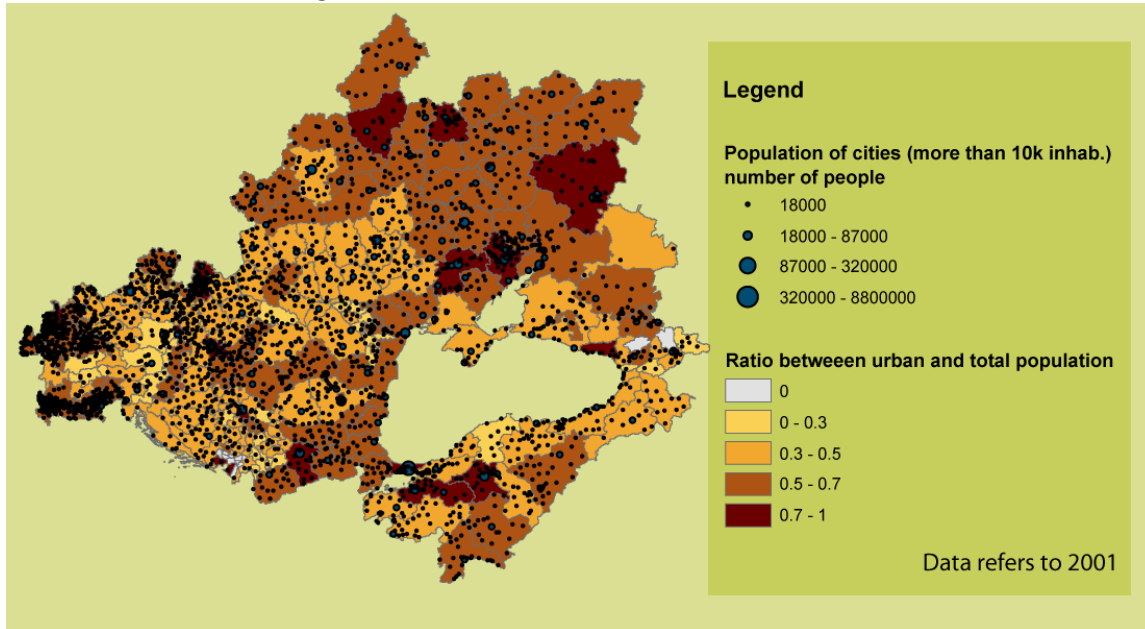 Legend
Population of cities (more than 10k inhab.)
number of people
18000
18000 - 87000
87000 - 320000
320000 - 8800000
Ratio betweeen urban and total population
0
0 - 0.3
0.3 - 0.5
0.5 - 0.7
0.7 - 1
Data refers to 2001